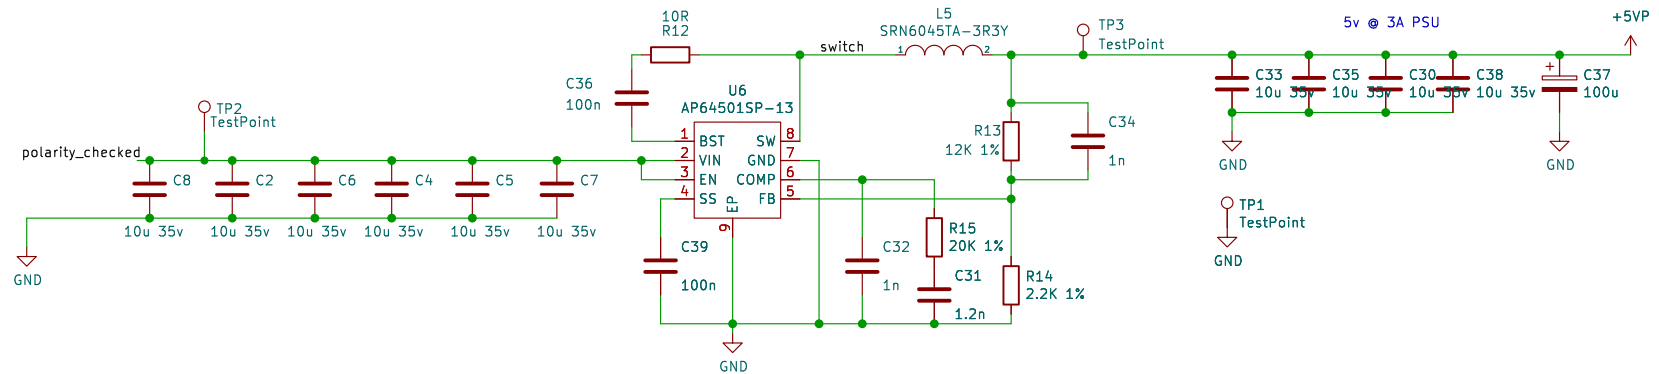 10R
R12
L5
SRN6045TA-3R3Y
switch
1
2
TP3
TestPoint
5v @ 3A PSU
+5VP
C36
100n
U6
AP64501SP-13
C33
10u 35v
C35
10u 35v
C30
10u 35v
C38
10u 35v
+
C37
100u
TP2
TestPoint
polarity_checked
1
BST
2
VIN
3
EN
4
SS
SW
8
GND
7
COMP
6
FB
5
EP
9
R13
12K 1%
C34
1n
GND
GND
C8
C2
C6
C4
C5
C7
10u 35v
10u 35v
10u 35v
10u 35v
10u 35v
10u 35v
TP1
TestPoint
GND
GND
C39
100n
C32
1n
R15
20K 1%
C31
1.2n
R14
2.2K 1%
GND